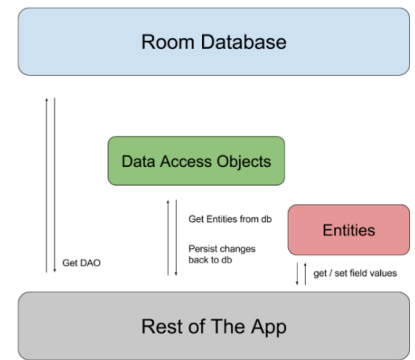 Room Database
Data Access Objects
Get Entities from db
Persist changes
back to db
Entities
Get DAO
get / set field values
Rest of The App